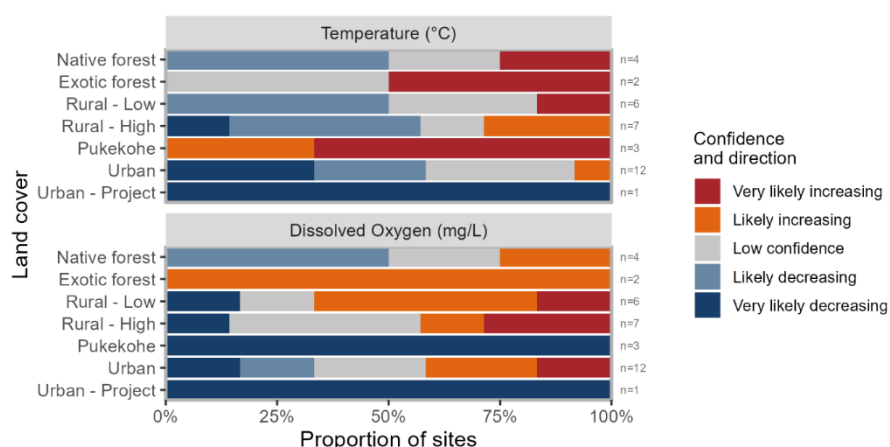 Temperature (°C)
Native forest
n=4
Exotic forest
n=2
Rural - Low
n=6
Rural - High
n=7
Pukekohe
n=3
Urban
n=12
Urban - Project
n=1
Dissolved Oxygen (mg/L)
Native forest
n=4
Exotic forest
n=2
Rural - Low
n=6
Rural - High
n=7
Pukekohe
n=3
Urban
n=12
Urban - Project
n=1
0%
25%
50%
75%
100%
Proportion of sites
Land cover
Confidence
and direction
Very likely increasing
Likely increasing
Low confidence
Likely decreasing
Very likely decreasing